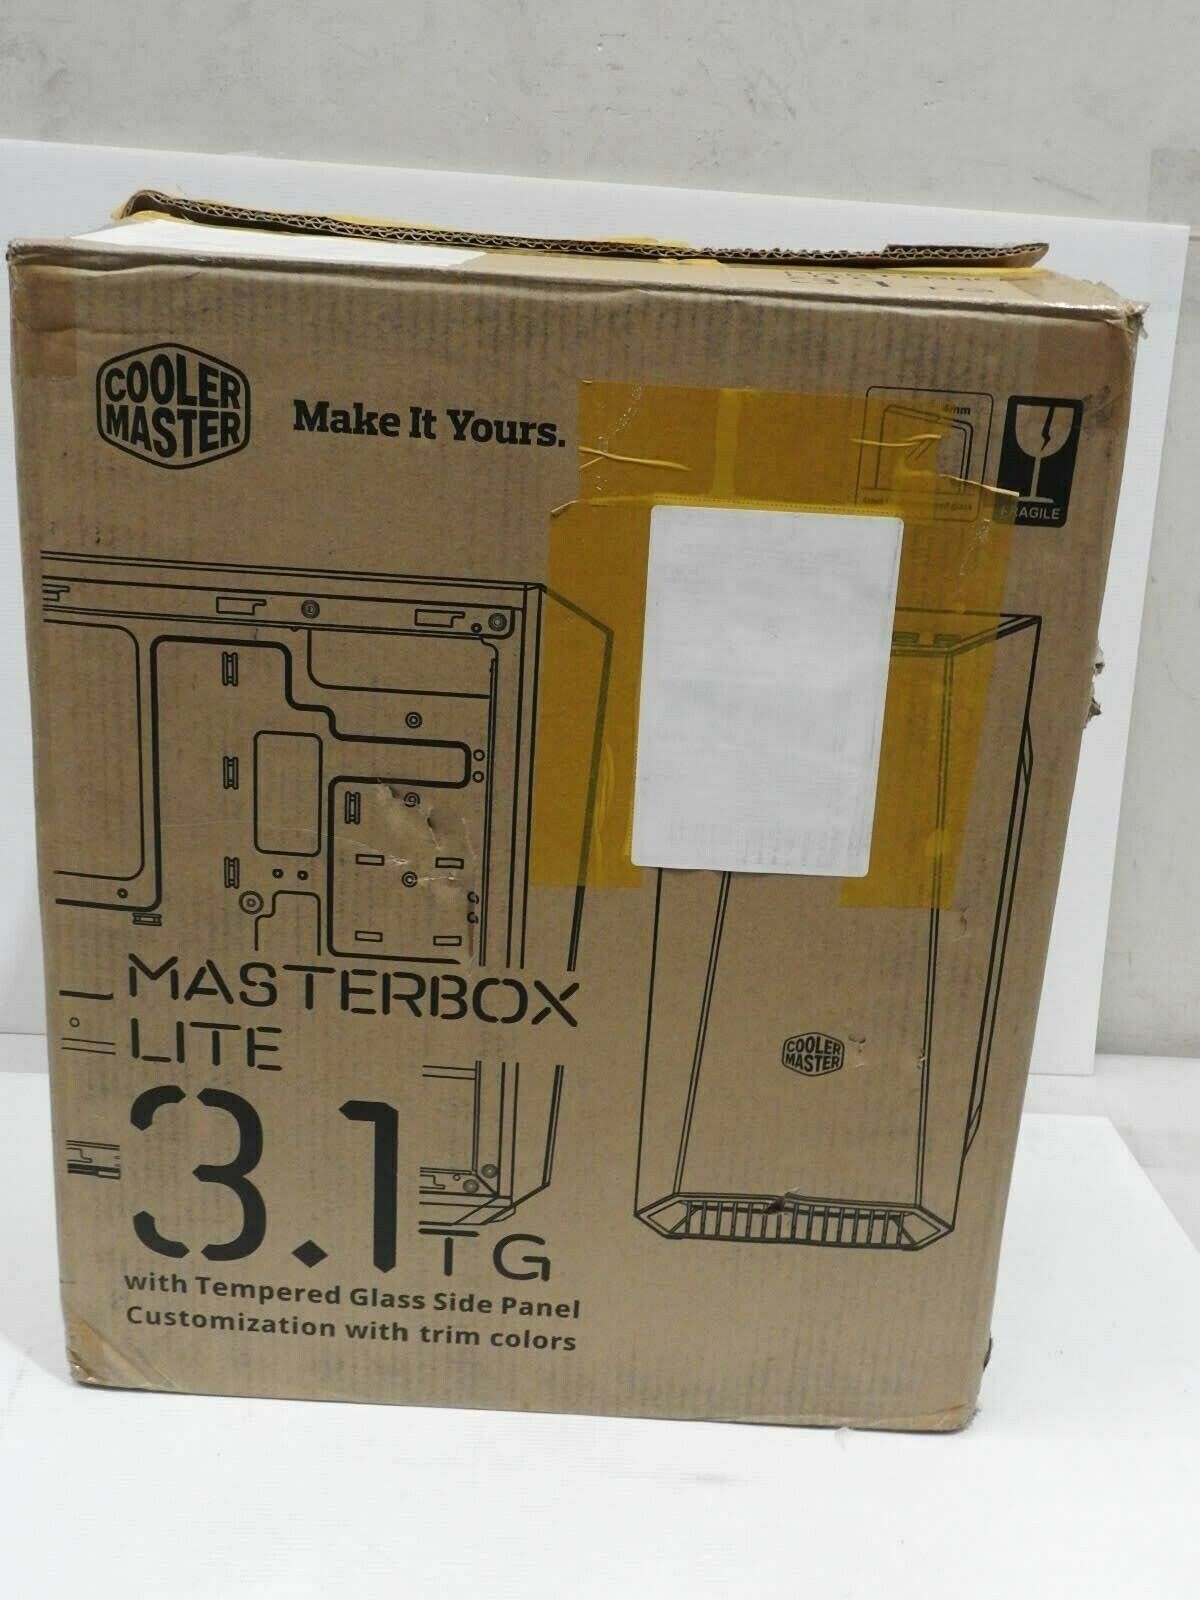 COOLER
MASTER
Make It Yours.
4mm
FRAGILE
COOLER
MASTER
MASTERBOX
LITE
3.1 TG
with Tempered Glass Side Panel
Customization with trim colors